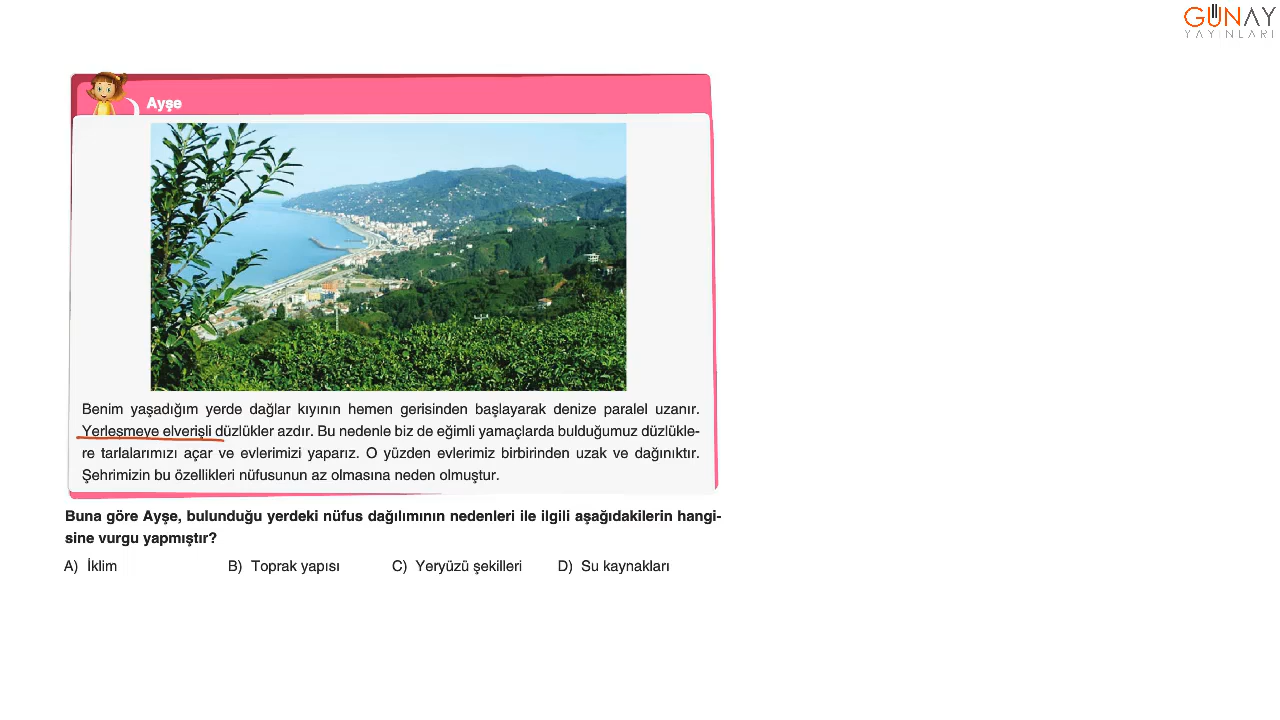 GÜNAY
YAYINLARI
Ayşe
Benim yaşadığım yerde dağlar kıyının hemen gerisinden başlayarak denize paralel uzanır.
Yerleşmeye elverişli düzlükler azdır. Bu nedenle biz de eğimli yamaçlarda bulduğumuz düzlükle-
re tarlalarımızı açar ve evlerimizi yaparız. O yüzden evlerimiz birbirinden uzak ve dağınıktır.
Şehrimizin bu özellikleri nüfusunun az olmasına neden olmuştur.
Buna göre Ayşe, bulunduğu yerdeki nüfus dağılımının nedenleri ile ilgili aşağıdakilerin hangi-
sine vurgu yapmıştır?
A) İklim B) Toprak yapısı C) Yeryüzü şekilleri D) Su kaynakları